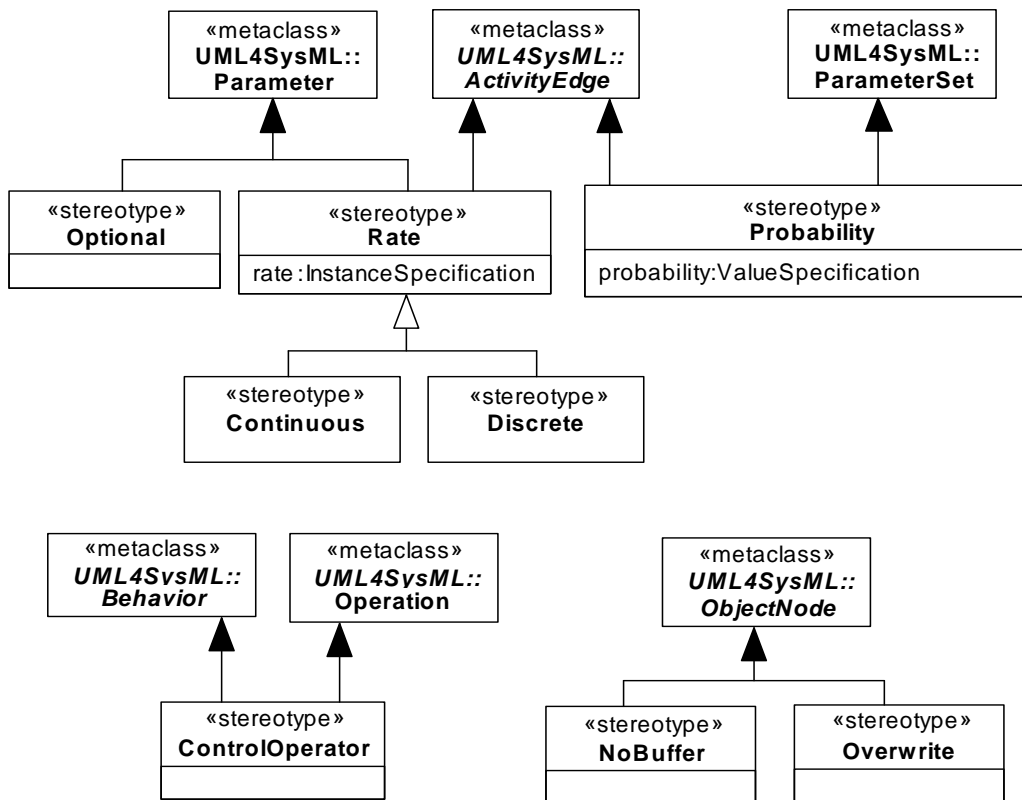 «metaclass»
UML4SysML::
Parameter
«metaclass»
UML4SysML::
ActivityEdge
«metaclass»
UML4SysML::
ParameterSet
«stereotype»
Optional
«stereotype»
Rate
rate:InstanceSpecification
«stereotype»
Probability
probability:ValueSpecification
«stereotype»
Continuous
«stereotype»
Discrete
«metaclass»
UML4SysML::
Behavior
«metaclass»
UML4SysML::
Operation
«metaclass»
UML4SysML::
ObjectNode
«stereotype»
ControlOperator
«stereotype»
NoBuffer
«stereotype»
Overwrite